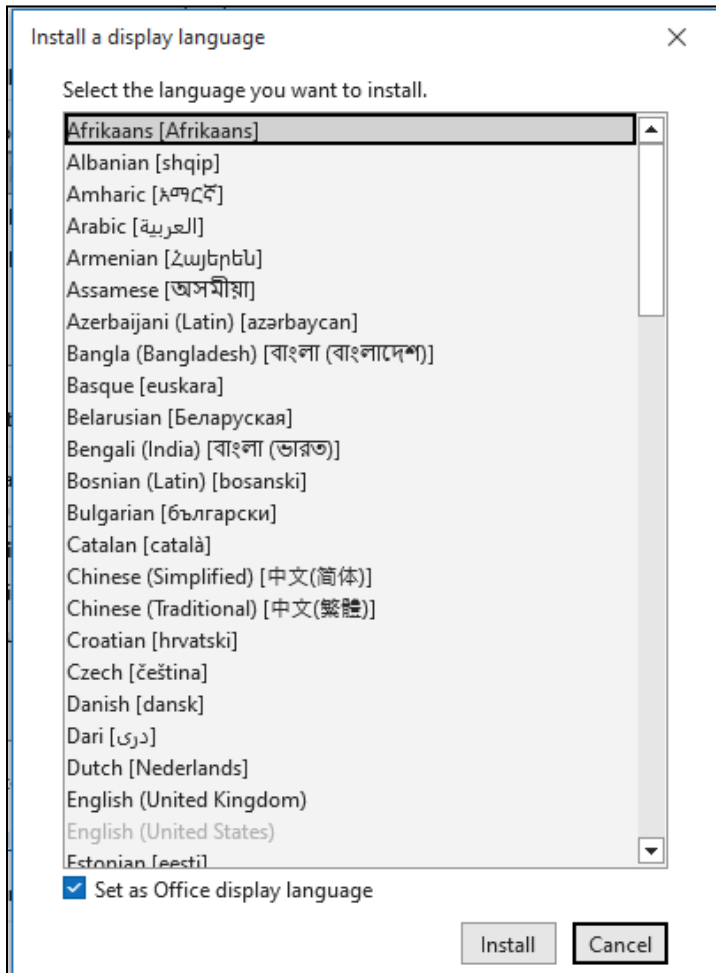 Install a display language
Select the language you want to install.
Afrikaans [Afrikaans]
Albanian [shqip]
Amharic [አማርኛ]
Arabic [العربية]
Armenian [Հայերեն]
Assamese [অসমীয়া]
Azerbaijani (Latin) [azərbaycan]
Bangla (Bangladesh) [বাংলা (বাংলাদেশ)]
Basque [euskara]
Belarusian [Беларуская]
Bengali (India) [বাংলা (ভারত)]
Bosnian (Latin) [bosanski]
Bulgarian [български]
Catalan [català]
Chinese (Simplified) [中文(简体)]
Chinese (Traditional) [中文(繁體)]
Croatian [hrvatski]
Czech [čeština]
Danish [dansk]
Dari [درى]
Dutch [Nederlands]
English (United Kingdom)
English (United States)
Estonian [eesti]
Set as Office display language
Install
Cancel